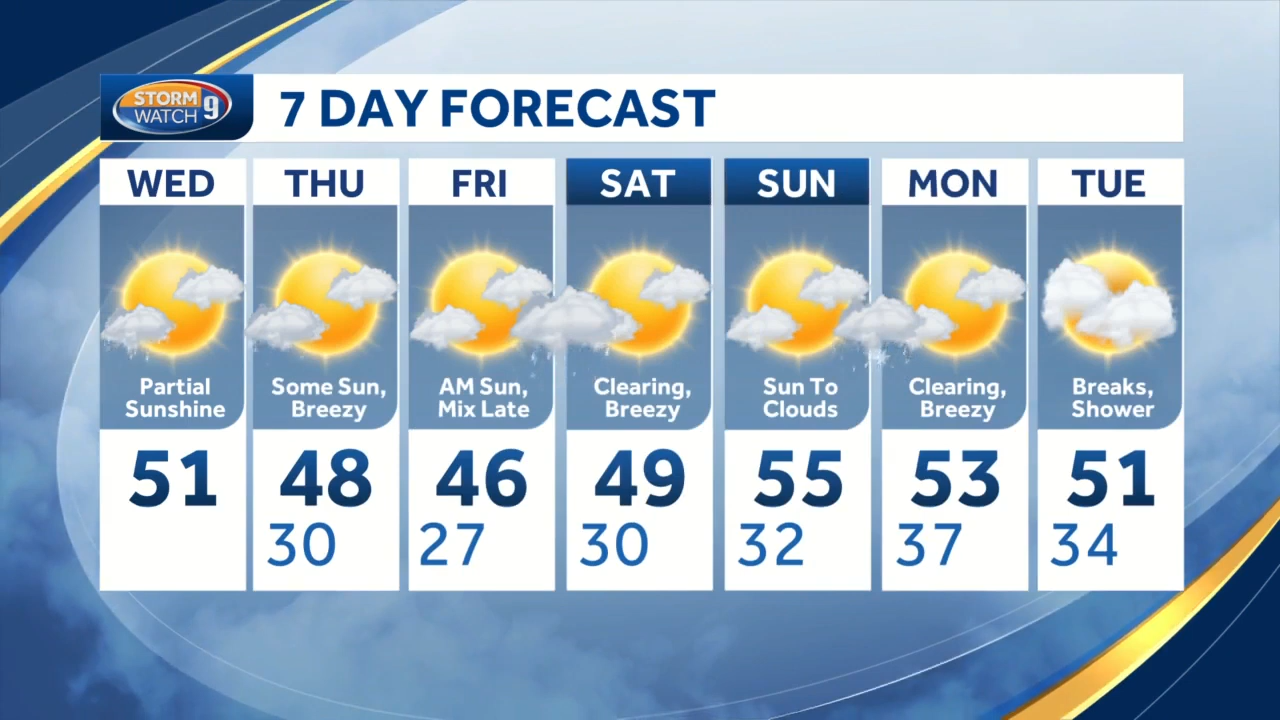 STORM
WATCH 9
7 DAY FORECAST
WED THU FRI SAT SUN MON TUE
Partial Some Sun, AM Sun, Clearing, Sun To Clearing, Breaks,
Sunshine Breezy Mix Late Breezy Clouds Breezy Shower
51 48 46 49 55 53 51
30 27 30 32 37 34